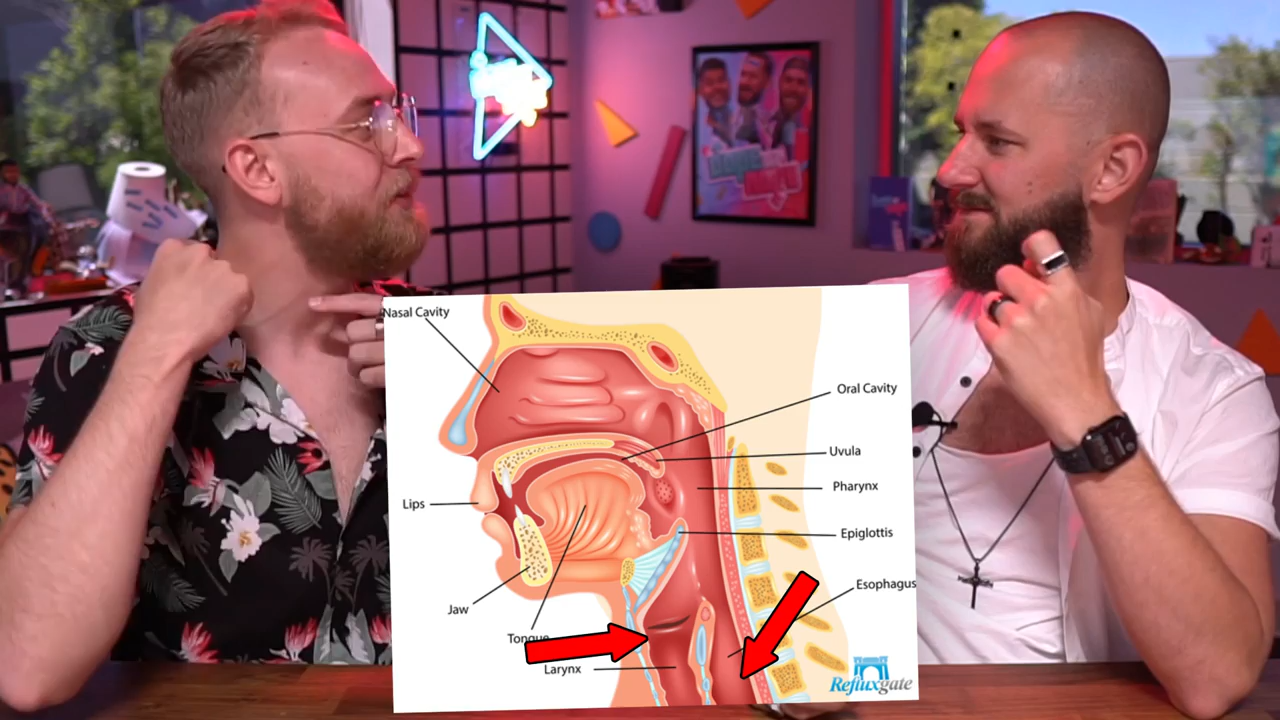 Nasal Cavity
Oral Cavity
Uvula
Pharynx
Lips
Epiglottis
Esophagus
Jaw
Tongue
Larynx
Refluxgate